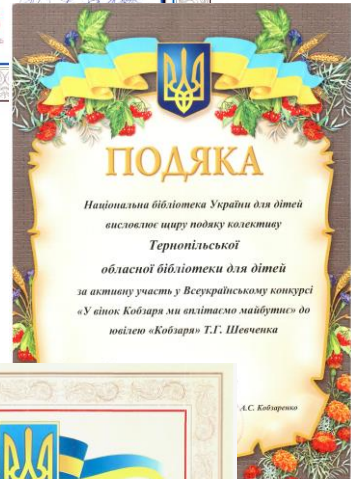 ПОДЯКА
Національна бібліотека України для дітей
висловлює щиру подяку колективу
Тернопільської
обласної бібліотеки для дітей
за активну участь у Всеукраїнському конкурсі
«У вінок Кобзаря ми вплітаємо майбутнє» до
ювілею «Кобзаря» Т.Г. Шевченка
А.С. Кобзаренко